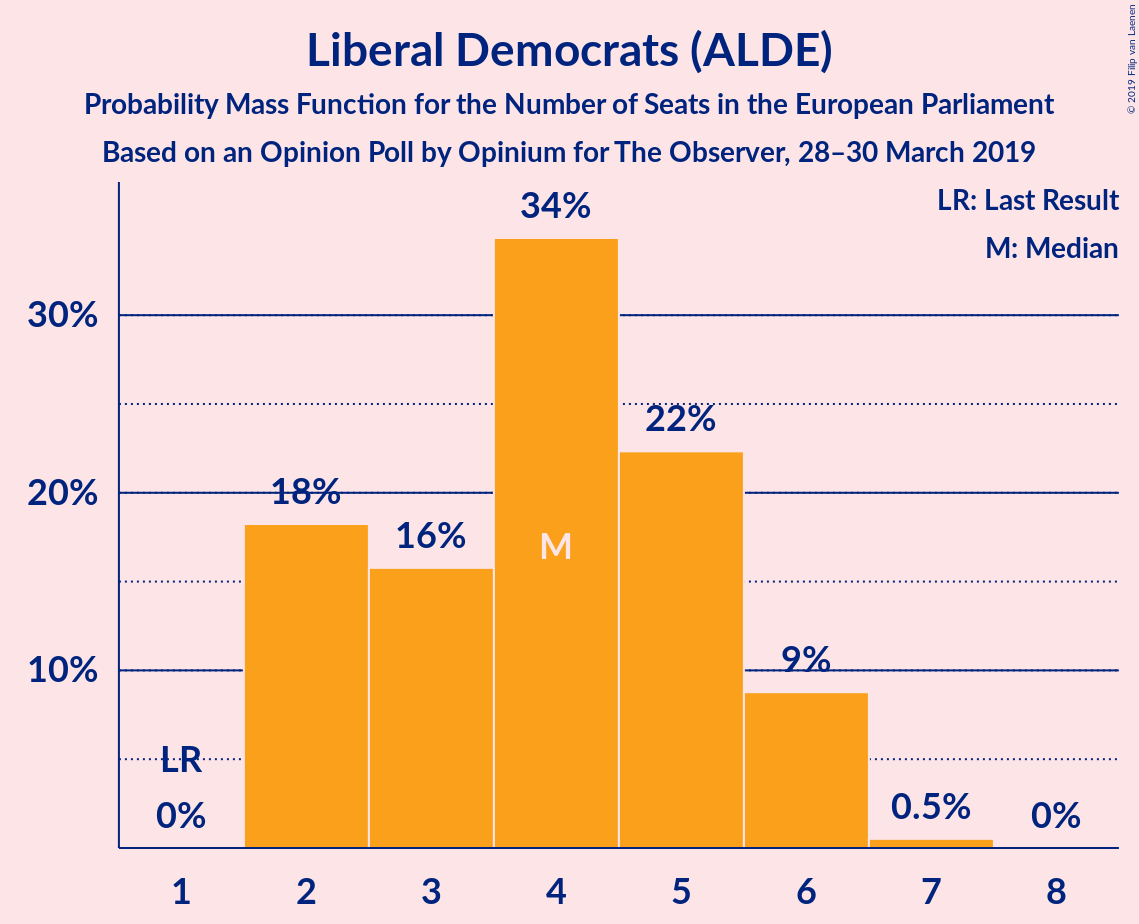 Liberal Democrats (ALDE)
Probability Mass Function for the Number of Seats in the European Parliament
Based on an Opinion Poll by Opinium for The Observer, 28–30 March 2019
© 2019 Filip van Laenen
LR: Last Result
M: Median
34%
30%
22%
20%
18%
16%
M
10%
9%
LR
0%
0.5%
0%
1 2 3 4 5 6 7 8